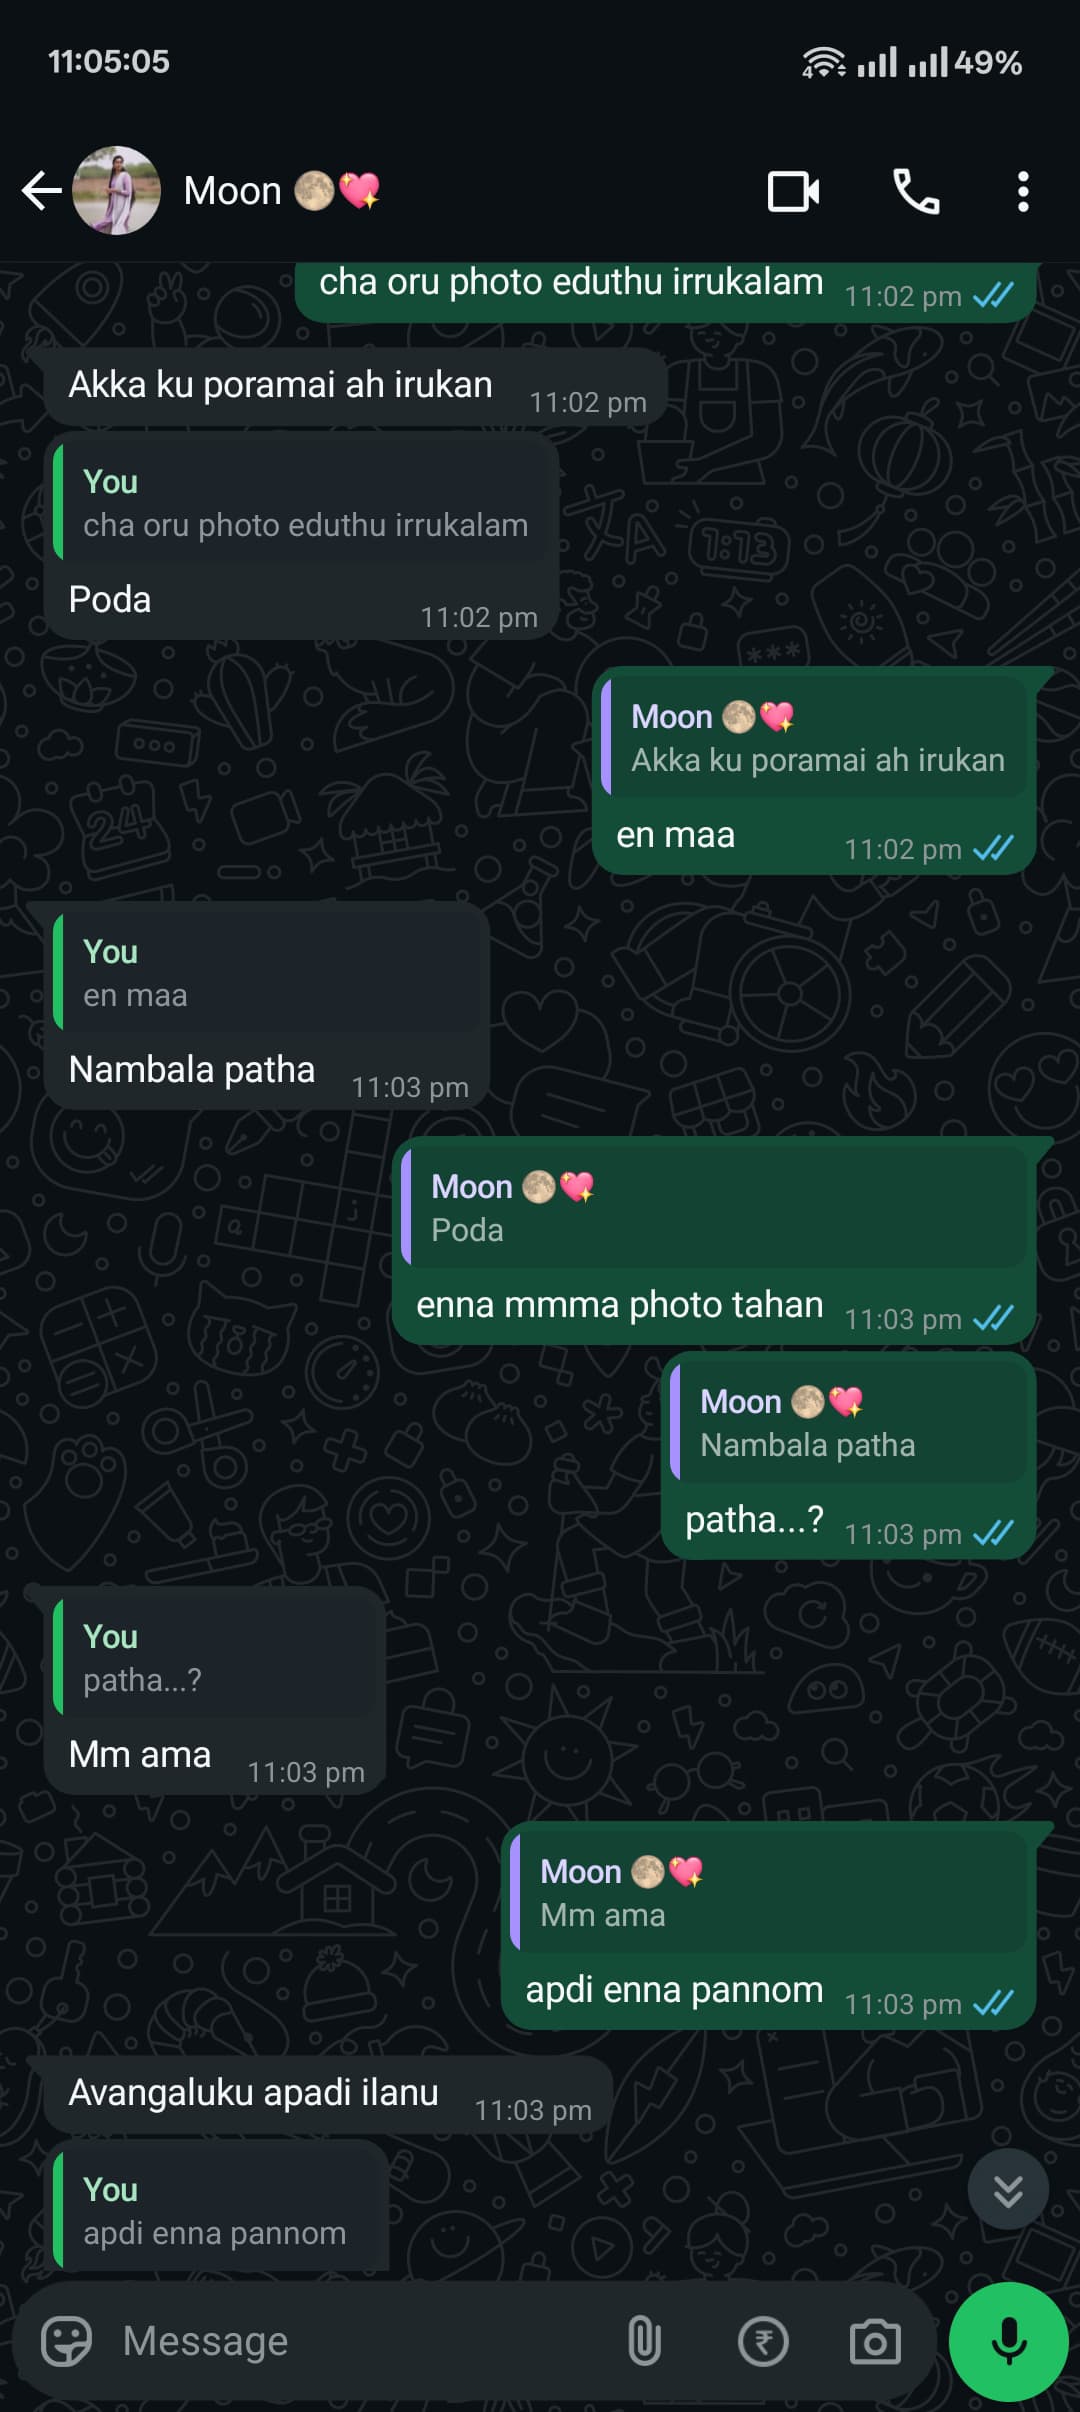 11:05:05
4 49%
Moon 🌕💖
cha oru photo eduthu irrukalam 11:02 pm
Akka ku poramai ah irukan 11:02 pm
You
cha oru photo eduthu irrukalam
Poda 11:02 pm
Moon 🌕💖
Akka ku poramai ah irukan
en maa 11:02 pm
You
en maa
Nambala patha 11:03 pm
Moon 🌕💖
Poda
enna mmma photo tahan 11:03 pm
Moon 🌕💖
Nambala patha
patha...? 11:03 pm
You
patha...?
Mm ama 11:03 pm
Moon 🌕💖
Mm ama
apdi enna pannom 11:03 pm
Avangaluku apadi ilanu 11:03 pm
You
apdi enna pannom
Message